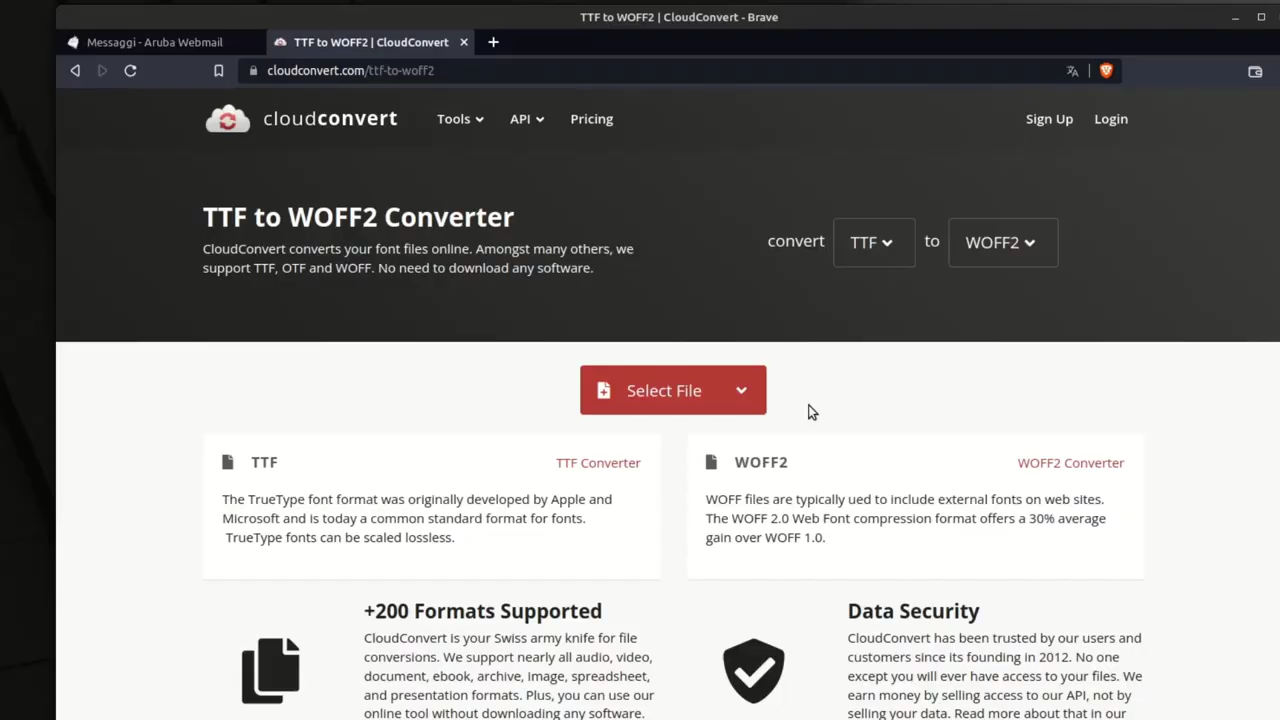 TTF to WOFF2 | CloudConvert - Brave
Messaggi - Aruba Webmail
TTF to WOFF2 | CloudConvert
cloudconvert.com/ttf-to-woff2
cloudconvert
Tools
API
Pricing
Sign Up
Login
TTF to WOFF2 Converter
CloudConvert converts your font files online. Amongst many others, we
support TTF, OTF and WOFF. No need to download any software.
convert TTF to WOFF2
Select File
TTF
TTF Converter
The TrueType font format was originally developed by Apple and
Microsoft and is today a common standard format for fonts.
TrueType fonts can be scaled lossless.
WOFF2
WOFF2 Converter
WOFF files are typically ued to include external fonts on web sites.
The WOFF 2.0 Web Font compression format offers a 30% average
gain over WOFF 1.0.
+200 Formats Supported
CloudConvert is your Swiss army knife for file
conversions. We support nearly all audio, video,
document, ebook, archive, image, spreadsheet,
and presentation formats. Plus, you can use our
online tool without downloading any software.
Data Security
CloudConvert has been trusted by our users and
customers since its founding in 2012. No one
except you will ever have access to your files. We
earn money by selling access to our API, not by
selling your data. Read more about that in our